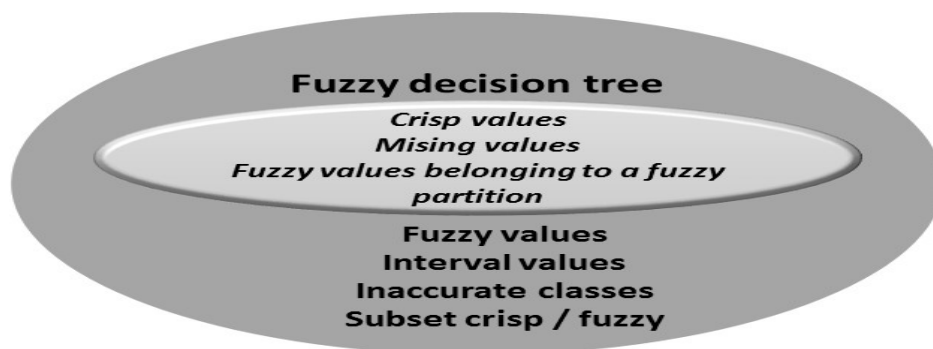 Fuzzy decision tree
Crisp values
Mising values
Fuzzy values belonging to a fuzzy
partition
Fuzzy values
Interval values
Inaccurate classes
Subset crisp / fuzzy